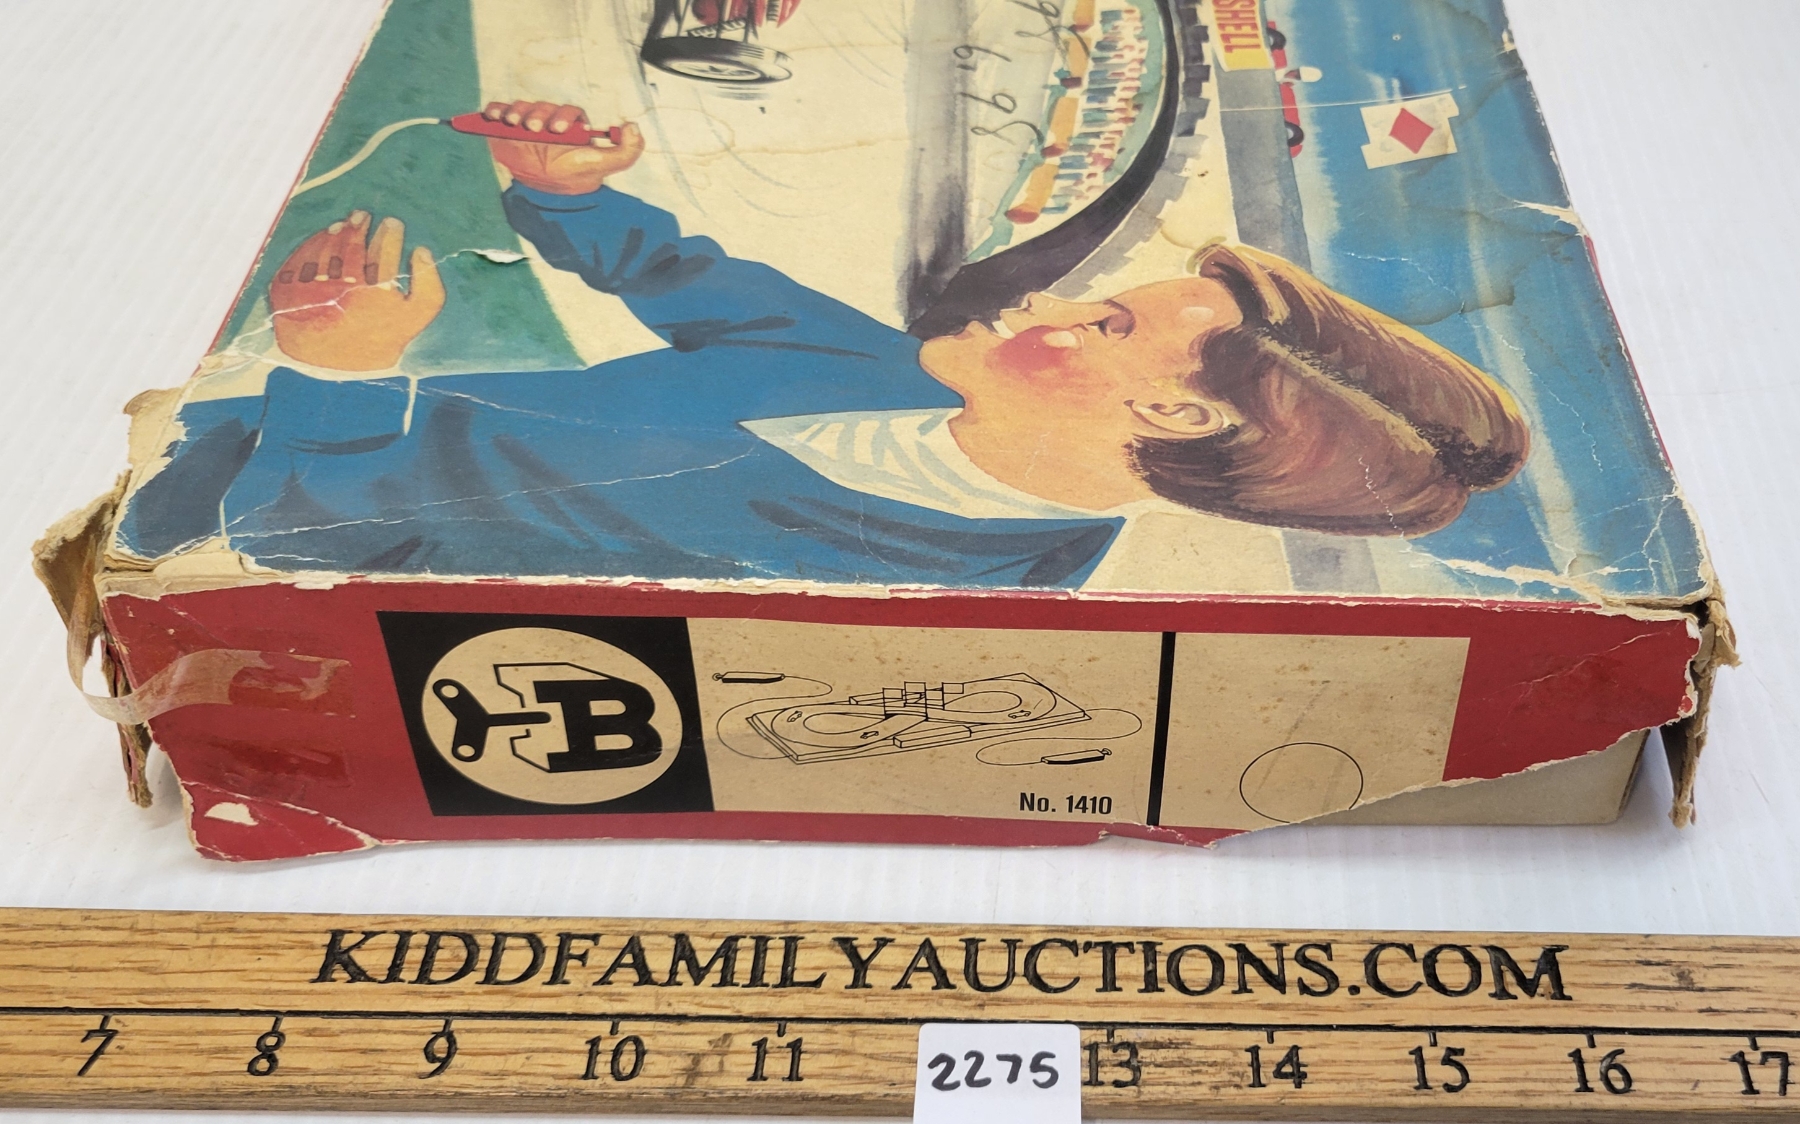 SHELL
B
No. 1410
KIDDFAMILYAUCTIONS.COM
7 8 9 10 11 13 14 15 16 17
2275